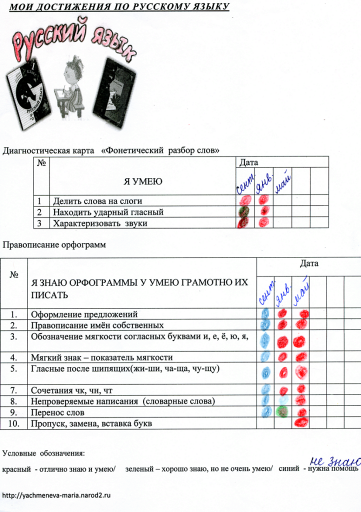 МОИ ДОСТИЖЕНИЯ ПО РУССКОМУ ЯЗЫКУ
Русский язык
Диагностическая карта «Фонетический разбор слов»
№ Дата
Я УМЕЮ сент. янв. май
1 Делить слова на слоги
2 Находить ударный гласный
3 Характеризовать звуки
Правописание орфограмм
№ Дата
Я ЗНАЮ ОРФОГРАММЫ У УМЕЮ ГРАМОТНО ИХ ПИСАТЬ сент. янв. май
1. Оформление предложений
2. Правописание имён собственных
3. Обозначение мягкости согласных буквами и, е, ё, ю, я,
4. Мягкий знак – показатель мягкости
5. Гласные после шипящих(жи-ши, ча-ща, чу-щу)
7. Сочетания чк, чн, чт
8. Непроверяемые написания (словарные слова)
9. Перенос слов
10. Пропуск, замена, вставка букв
Условные обозначения:
не знаю
красный - отлично знаю и умею/ зеленый – хорошо знаю, но не очень умею/ синий - нужна помощь
http://yachmeneva-maria.narod2.ru